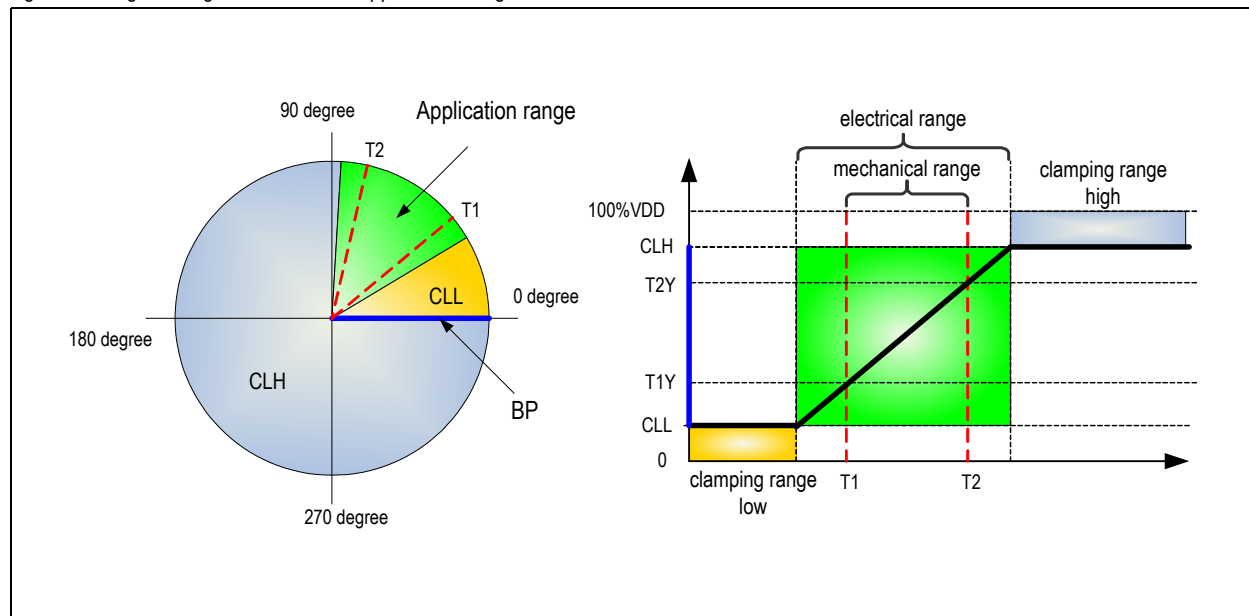 90 degree
Application range
T2
T1
CLL
0 degree
180 degree
CLH
BP
270 degree
electrical range
mechanical range
clamping range
high
100%VDD
CLH
T2Y
T1Y
CLL
0
clamping range
low
T1
T2